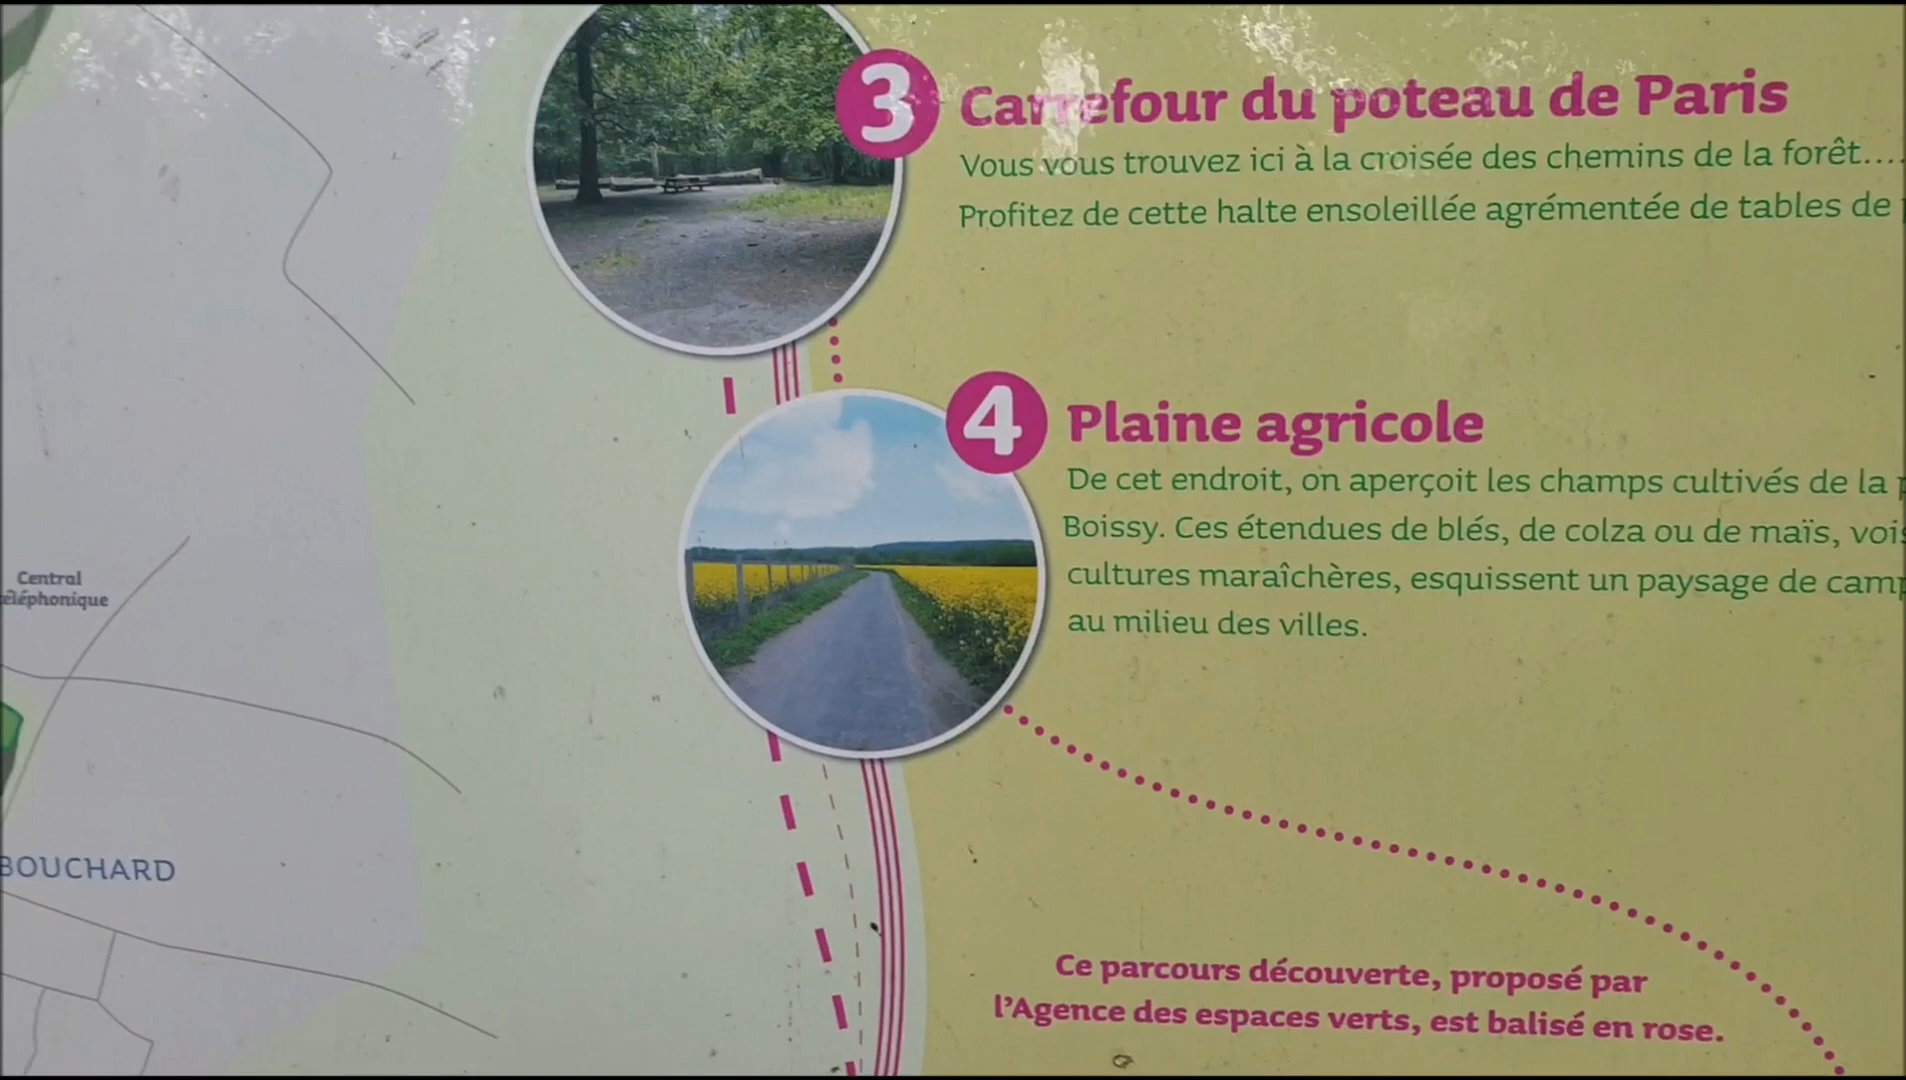 3
Carrefour du poteau de Paris
Vous vous trouvez ici à la croisée des chemins de la forêt...
Profitez de cette halte ensoleillée agrémentée de tables de
4
Plaine agricole
De cet endroit, on aperçoit les champs cultivés de la
Boissy. Ces étendues de blés, de colza ou de maïs,
cultures maraîchères, esquissent un paysage de
au milieu des villes.
Central
BOUCHARD
Ce parcours découverte, proposé par
l'Agence des espaces verts, est balisé en rose.